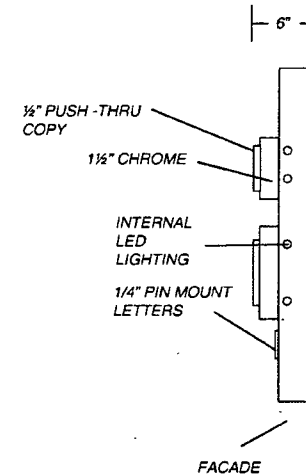 6"
½" PUSH -THRU
COPY
1½" CHROME
INTERNAL
LED
LIGHTING
1/4" PIN MOUNT
LETTERS
FACADE